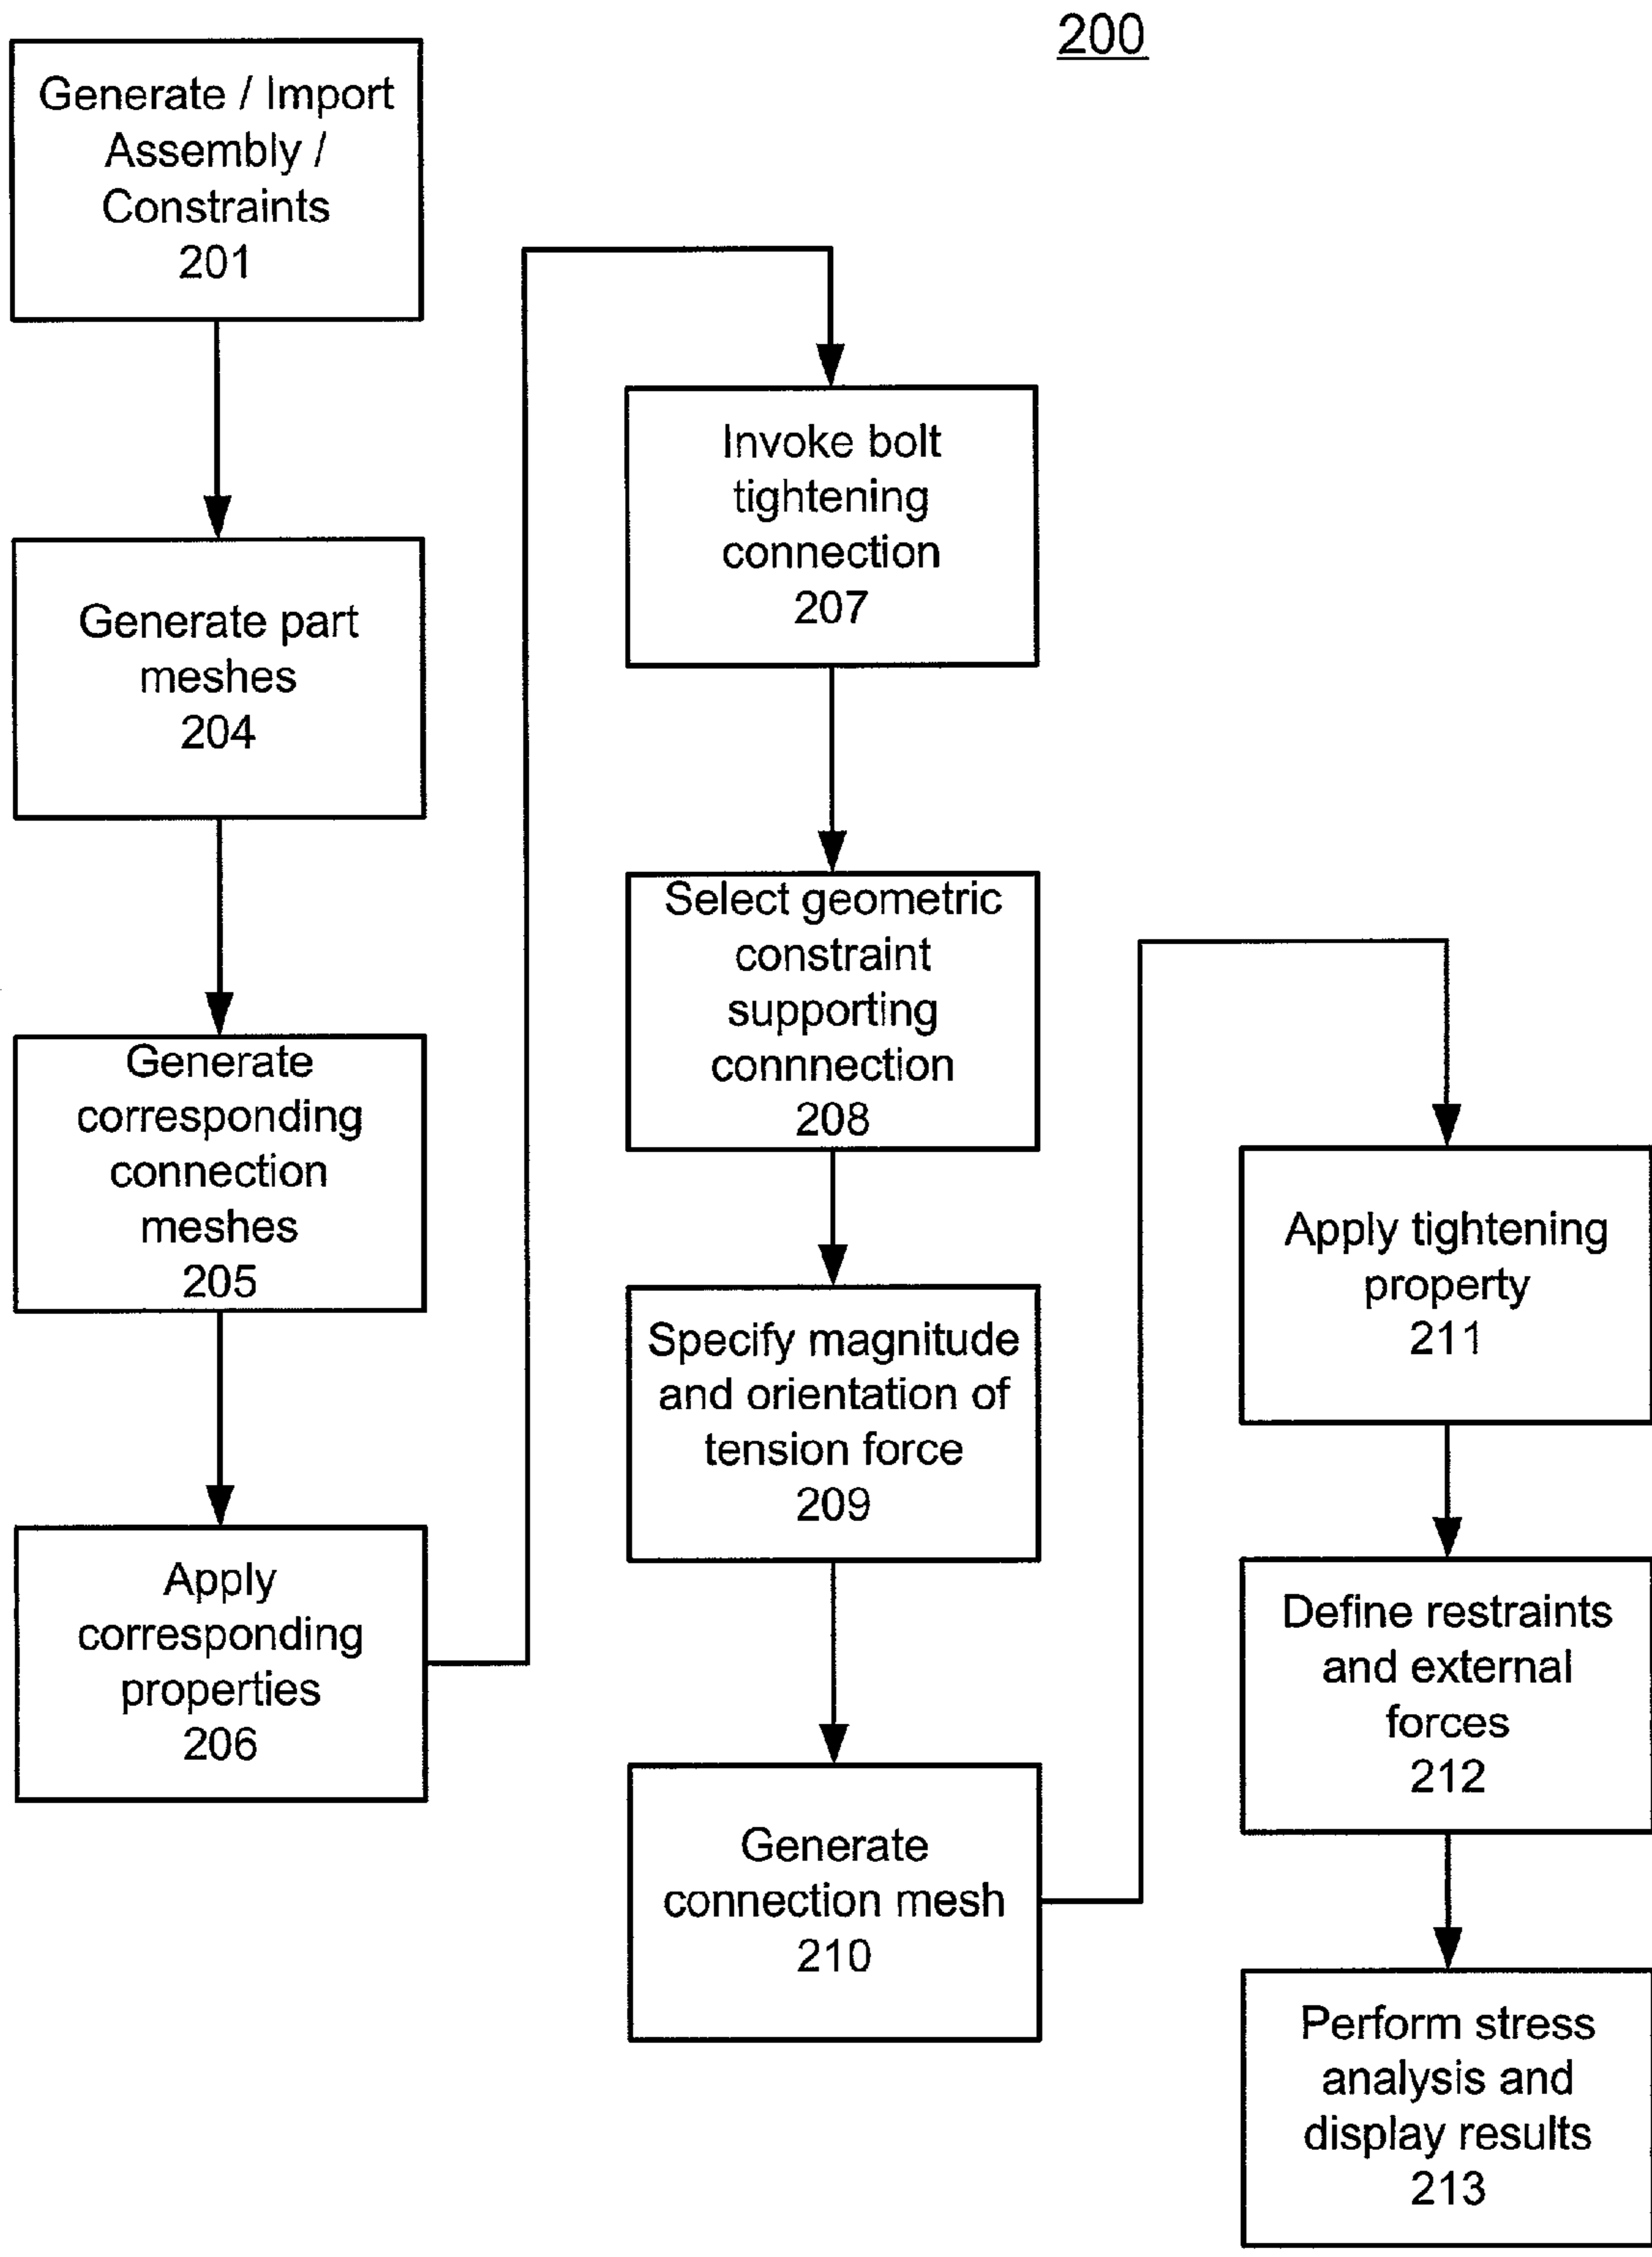 200
Generate / Import
Assembly /
Constraints
201
Generate part
meshes
204
Generate
corresponding
connection
meshes
205
Apply
corresponding
properties
206
Invoke bolt
tightening
connection
207
Select geometric
constraint
supporting
connnection
208
Specify magnitude
and orientation of
tension force
209
Generate
connection mesh
210
Apply tightening
property
211
Define restraints
and external
forces
212
Perform stress
analysis and
display results
213